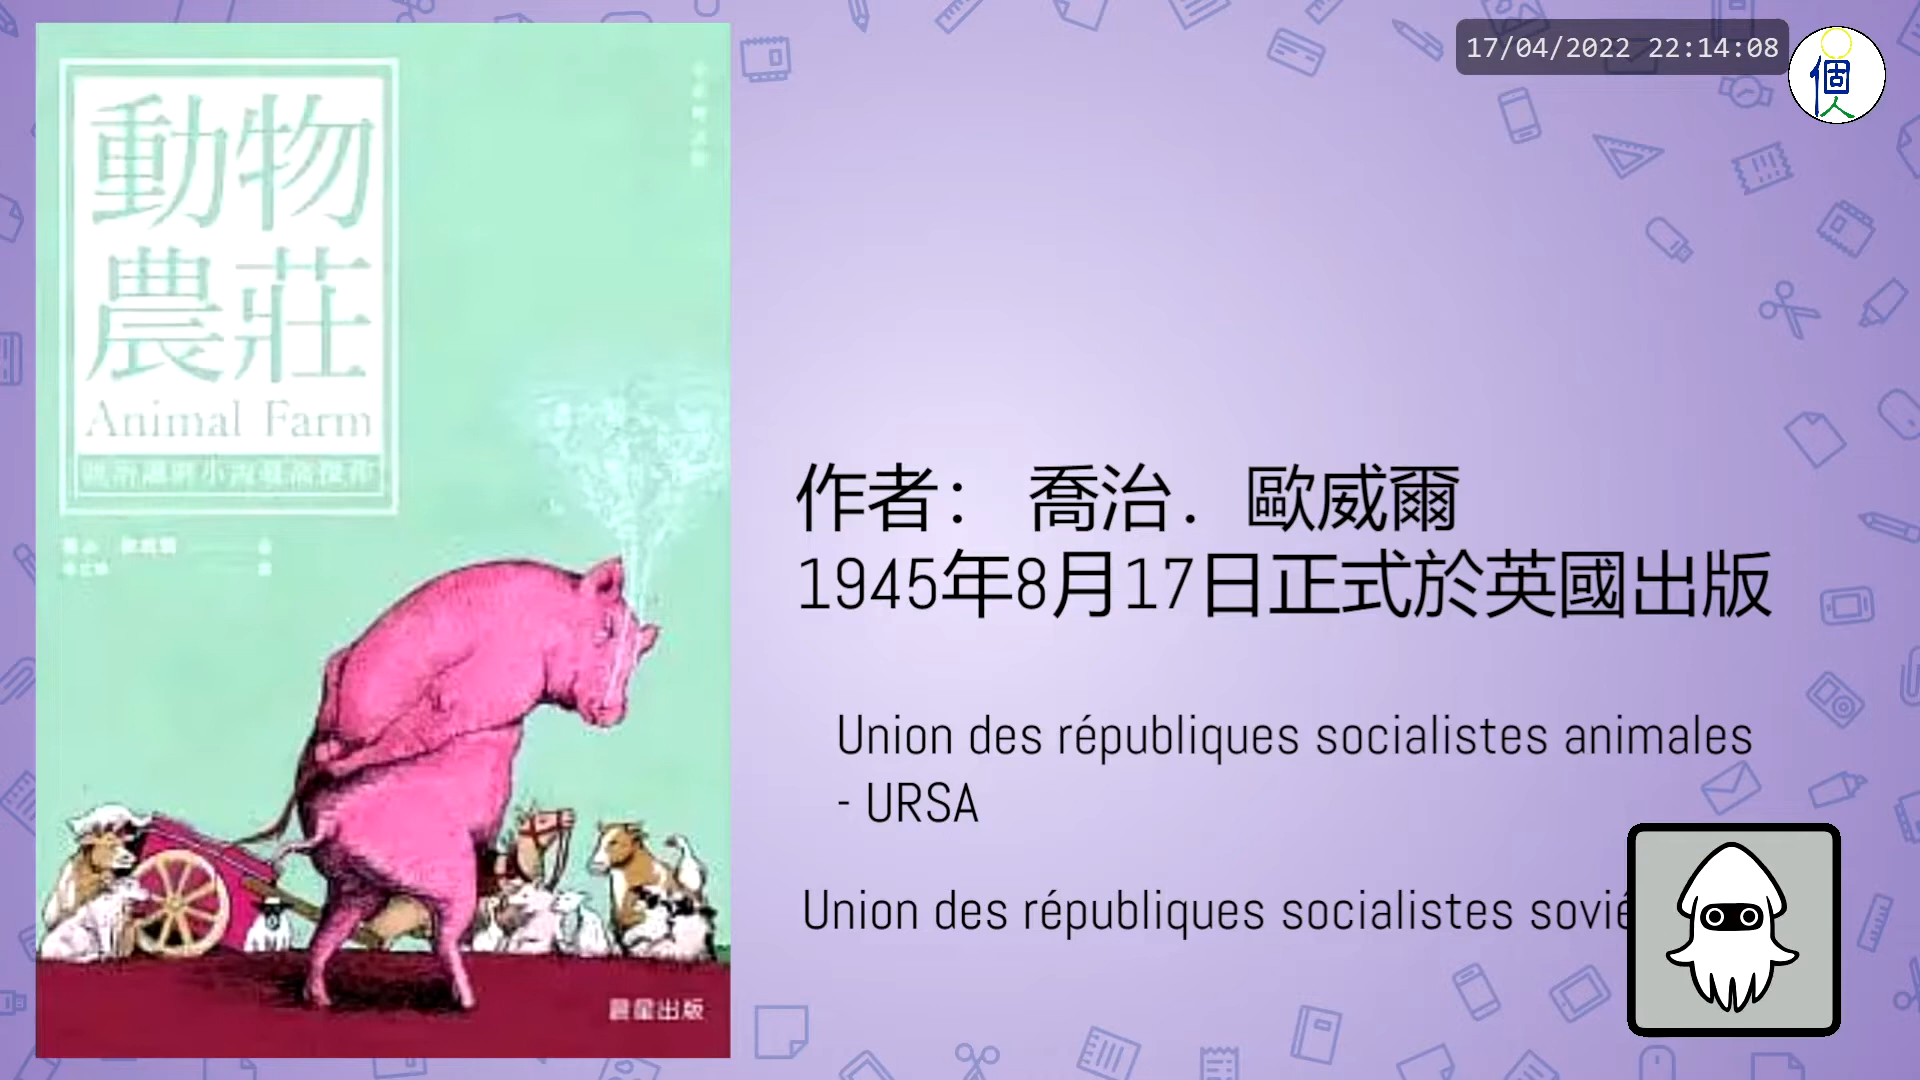 17/04/2022 22:14:08
個
人
動物
農莊
Animal Farm
作者： 喬治．歐威爾
1945年8月17日正式於英國出版
Union des républiques socialistes animales
- URSA
Union des républiques socialistes sovié
晨星出版